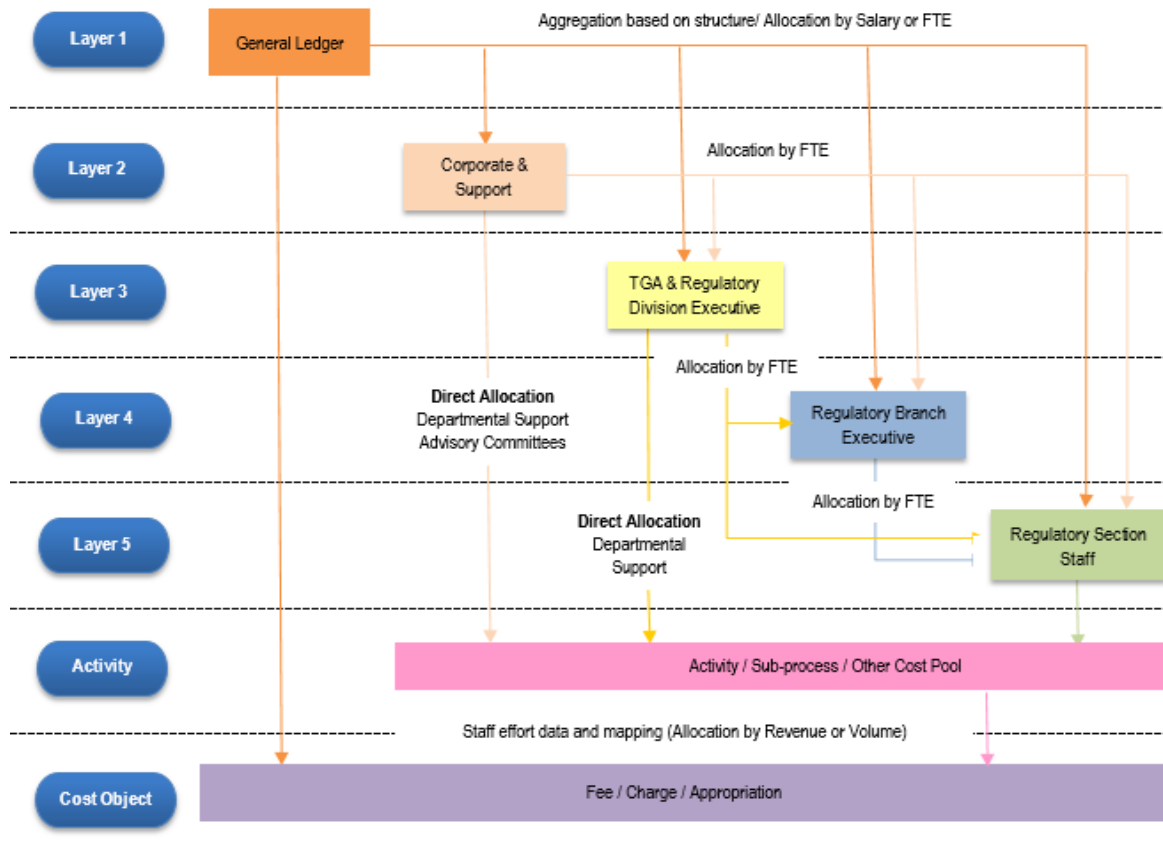 Layer 1
General Ledger
Aggregation based on structure/ Allocation by Salary or FTE
Layer 2
Corporate &
Support
Allocation by FTE
Layer 3
TGA & Regulatory
Division Executive
Allocation by FTE
Layer 4
Direct Allocation
Departmental Support
Advisory Committees
Regulatory Branch
Executive
Allocation by FTE
Layer 5
Direct Allocation
Departmental
Support
Regulatory Section
Staff
Activity
Activity / Sub-process / Other Cost Pool
Staff effort data and mapping (Allocation by Revenue or Volume)
Cost Object
Fee / Charge / Appropriation